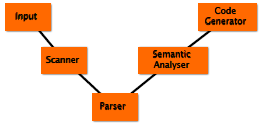 Input
Code
Generator
Scanner
Semantic
Analyser
Parser